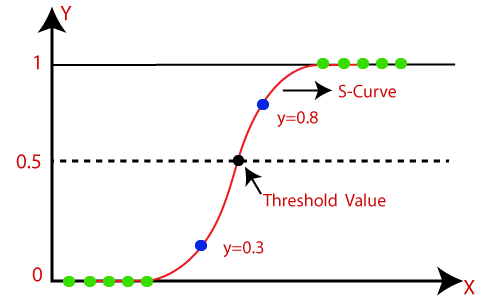 Y
1
S-Curve
y=0.8
0.5
Threshold Value
y=0.3
0
X